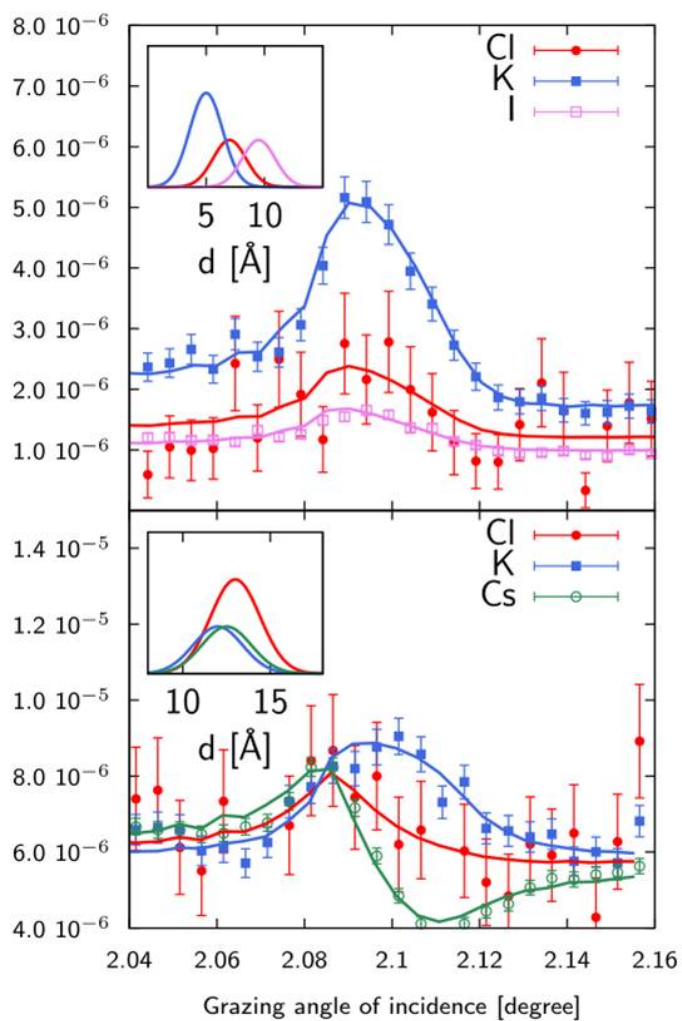 8.0 10-6
7.0 10-6
6.0 10-6
5.0 10-6
4.0 10-6
3.0 10-6
2.0 10-6
1.0 10-6
Cl
K
I
5 10
d [Å]
1.4 10-5
1.2 10-5
1.0 10-5
8.0 10-6
6.0 10-6
4.0 10-6
Cl
K
Cs
10 15
d [Å]
2.04 2.06 2.08 2.1 2.12 2.14 2.16
Grazing angle of incidence [degree]